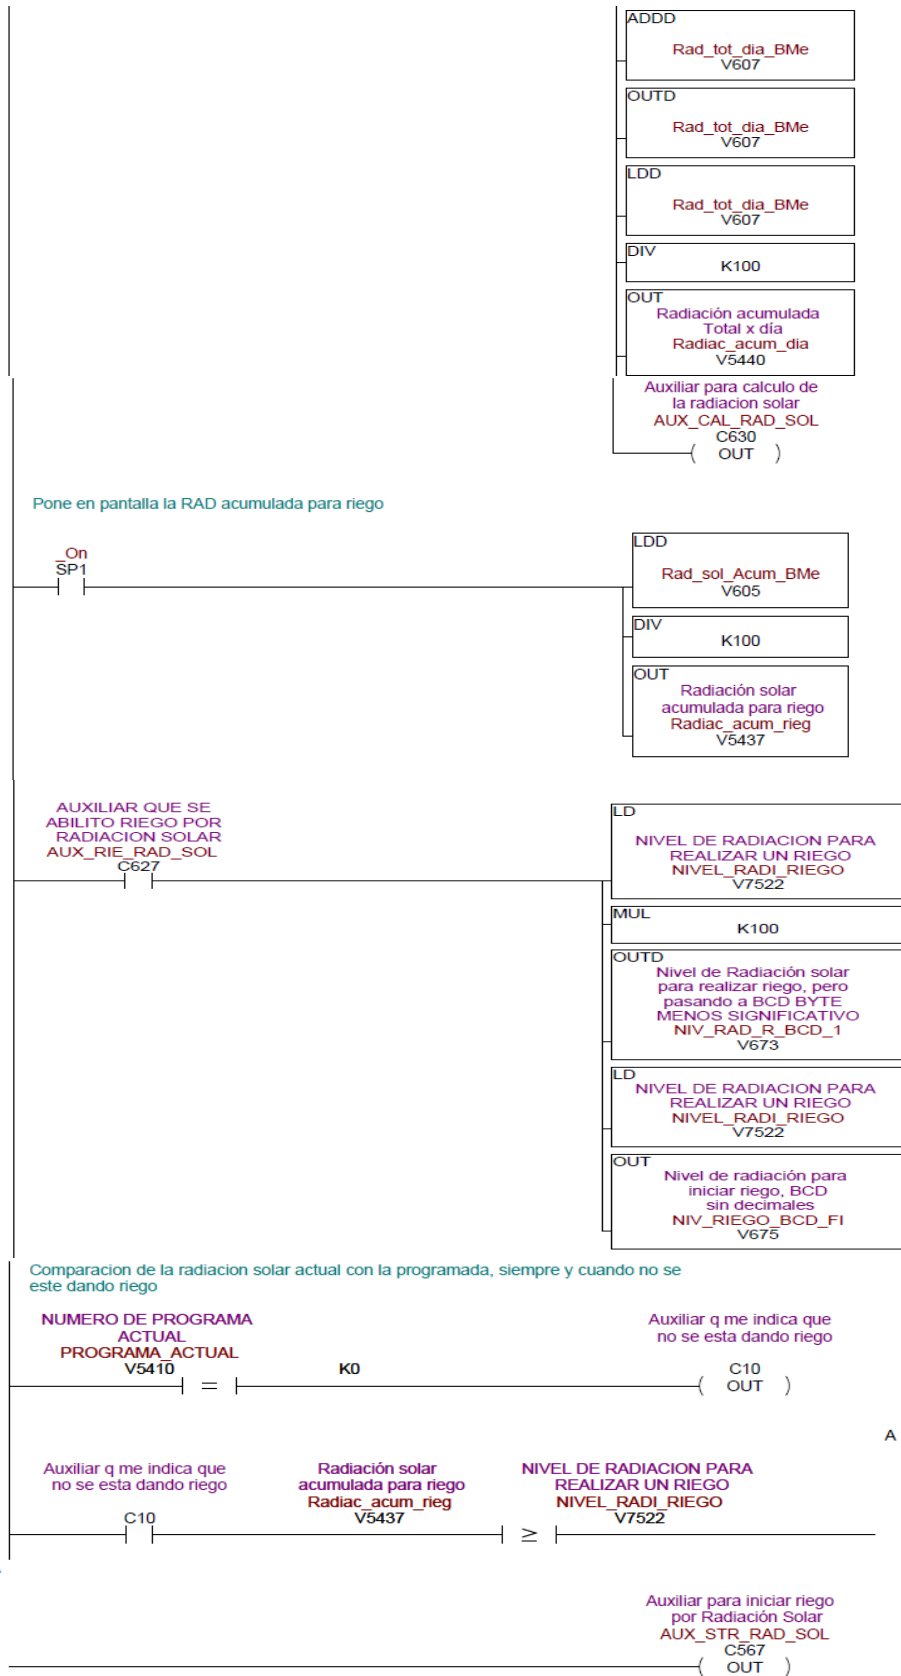 ADDD
Rad_tot_dia_BMe
V607
OUTD
Rad_tot_dia_BMe
V607
LDD
Rad_tot_dia_BMe
V607
DIV
K100
OUT
Radiación acumulada
Total x día
Radiac_acum_dia
V5440
Auxiliar para calculo de
la radiacion solar
AUX_CAL_RAD_SOL
C630
OUT
Pone en pantalla la RAD acumulada para riego
_On
SP1
LDD
Rad_sol_Acum_BMe
V605
DIV
K100
OUT
Radiación solar
acumulada para riego
Radiac_acum_rieg
V5437
AUXILIAR QUE SE
ABILITO RIEGO POR
RADIACION SOLAR
AUX_RIE_RAD_SOL
C627
LD
NIVEL DE RADIACION PARA
REALIZAR UN RIEGO
NIVEL_RADI_RIEGO
V7522
MUL
K100
OUTD
Nivel de Radiación solar
para realizar riego, pero
pasando a BCD BYTE
MENOS SIGNIFICATIVO
NIV_RAD_R_BCD_1
V673
LD
NIVEL DE RADIACION PARA
REALIZAR UN RIEGO
NIVEL_RADI_RIEGO
V7522
OUT
Nivel de radiación para
iniciar riego, BCD
sin decimales
NIV_RIEGO_BCD_FI
V675
Comparacion de la radiacion solar actual con la programada, siempre y cuando no se
este dando riego
NUMERO DE PROGRAMA
ACTUAL
PROGRAMA_ACTUAL
V5410
=
K0
Auxiliar q me indica que
no se esta dando riego
C10
OUT
A
Auxiliar q me indica que
no se esta dando riego
C10
Radiación solar
acumulada para riego
Radiac_acum_rieg
V5437
≥
NIVEL DE RADIACION PARA
REALIZAR UN RIEGO
NIVEL_RADI_RIEGO
V7522
Auxiliar para iniciar riego
por Radiación Solar
AUX_STR_RAD_SOL
C567
OUT